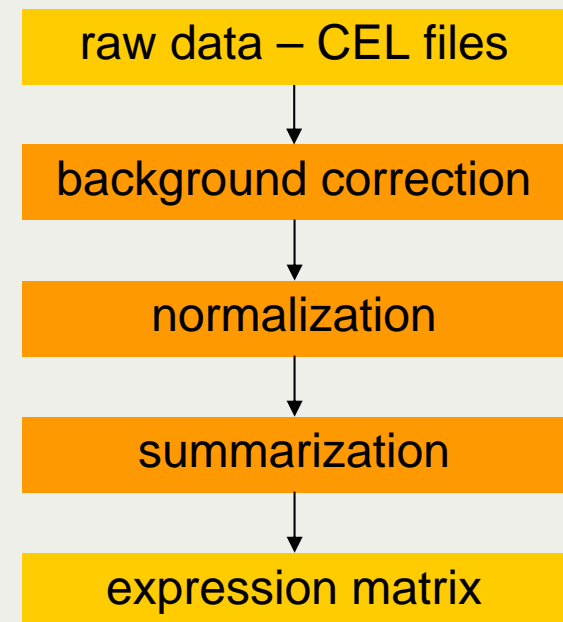 raw data – CEL files
background correction
normalization
summarization
expression matrix